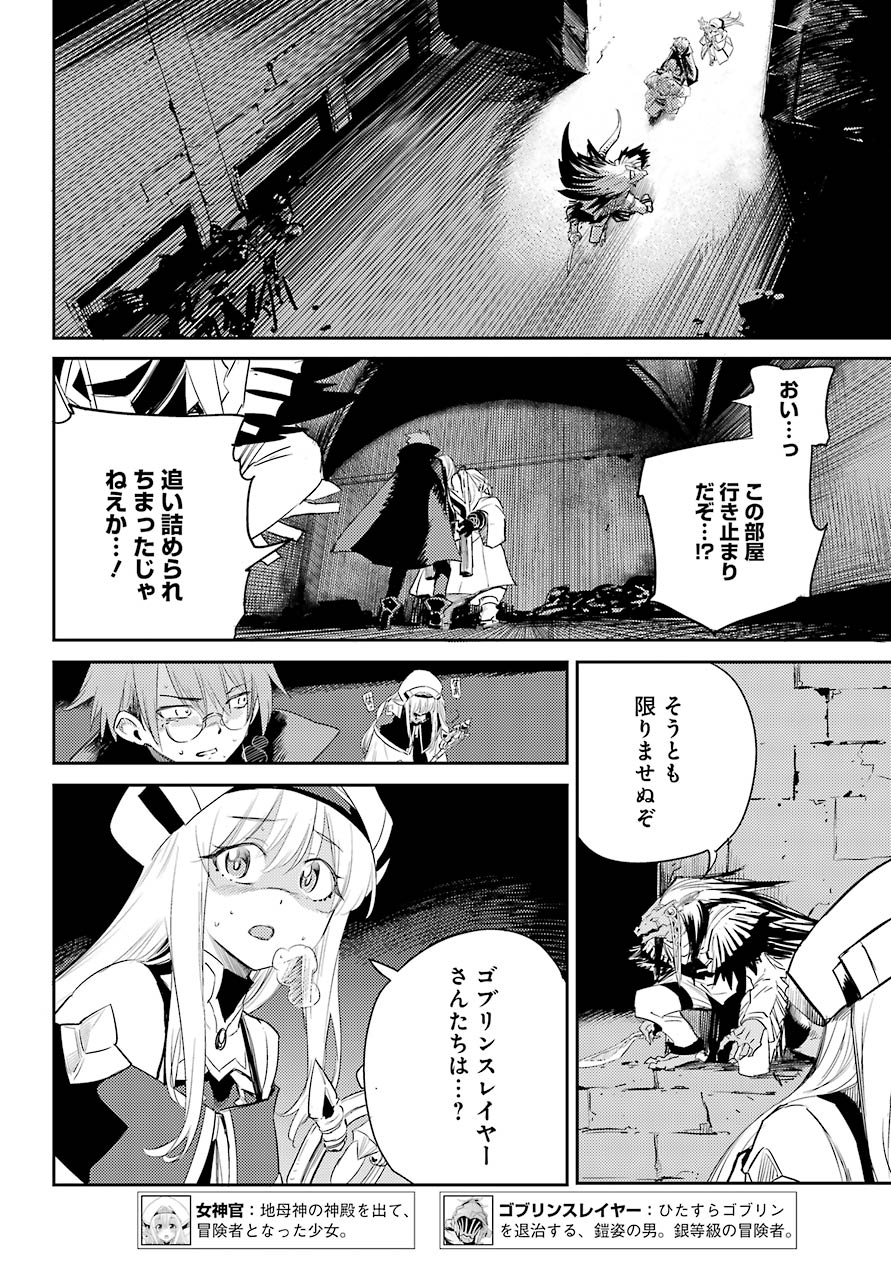 おい…っ
この部屋
行き止まり
だぞ…!?
追い詰められ
ちまったじゃ
ねえか…！
そうとも
限りませぬぞ
ゴブリンスレイヤー
さんたちは…？
ゴブリンスレイヤー：ひたすらゴブリン
を退治する、鎧姿の男。銀等級の冒険者。
女神官：地母神の神殿を出て、
冒険者となった少女。